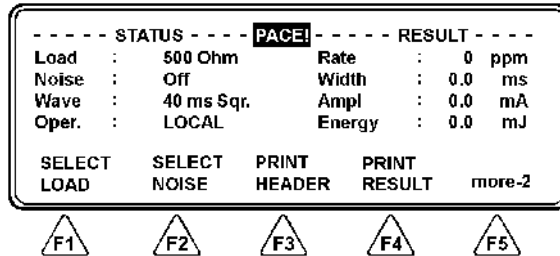 - - - - - STATUS - - - - PACE! - - - - - RESULT - - - -
Load : 500 Ohm Rate : 0 ppm
Noise : Off Width : 0.0 ms
Wave : 40 ms Sqr. Ampl : 0.0 mA
Oper. : LOCAL Energy : 0.0 mJ
SELECT SELECT PRINT PRINT
LOAD NOISE HEADER RESULT more-2
F1 F2 F3 F4 F5